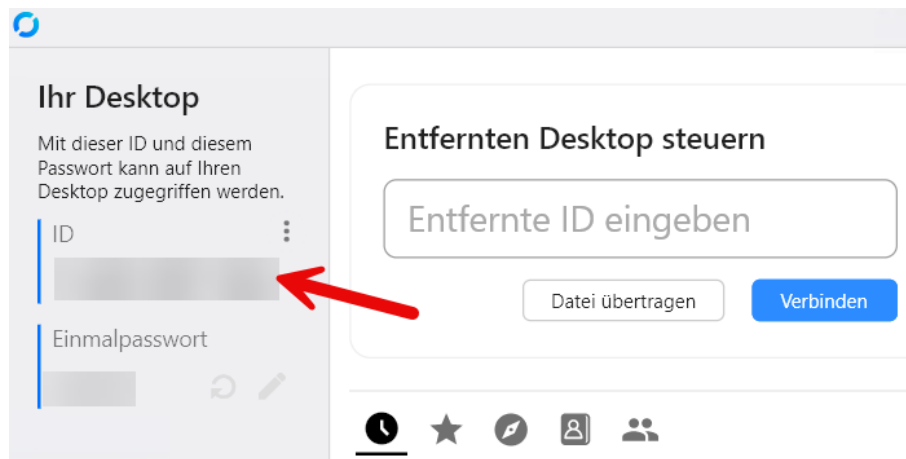 Ihr Desktop
Mit dieser ID und diesem
Passwort kann auf Ihren
Desktop zugegriffen werden.
ID
Einmalpasswort
Entfernten Desktop steuern
Entfernte ID eingeben
Datei übertragen
Verbinden